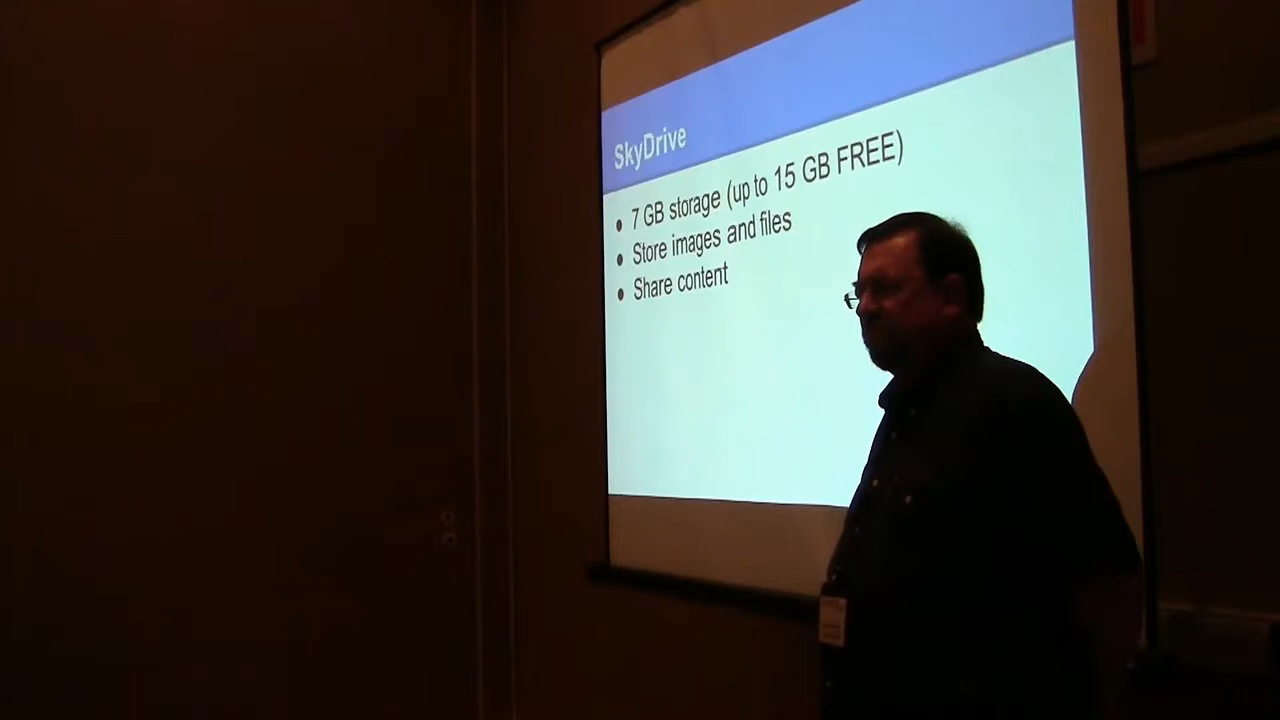 SkyDrive
● 7 GB storage (up to 15 GB FREE)
● Store images and files
● Share content